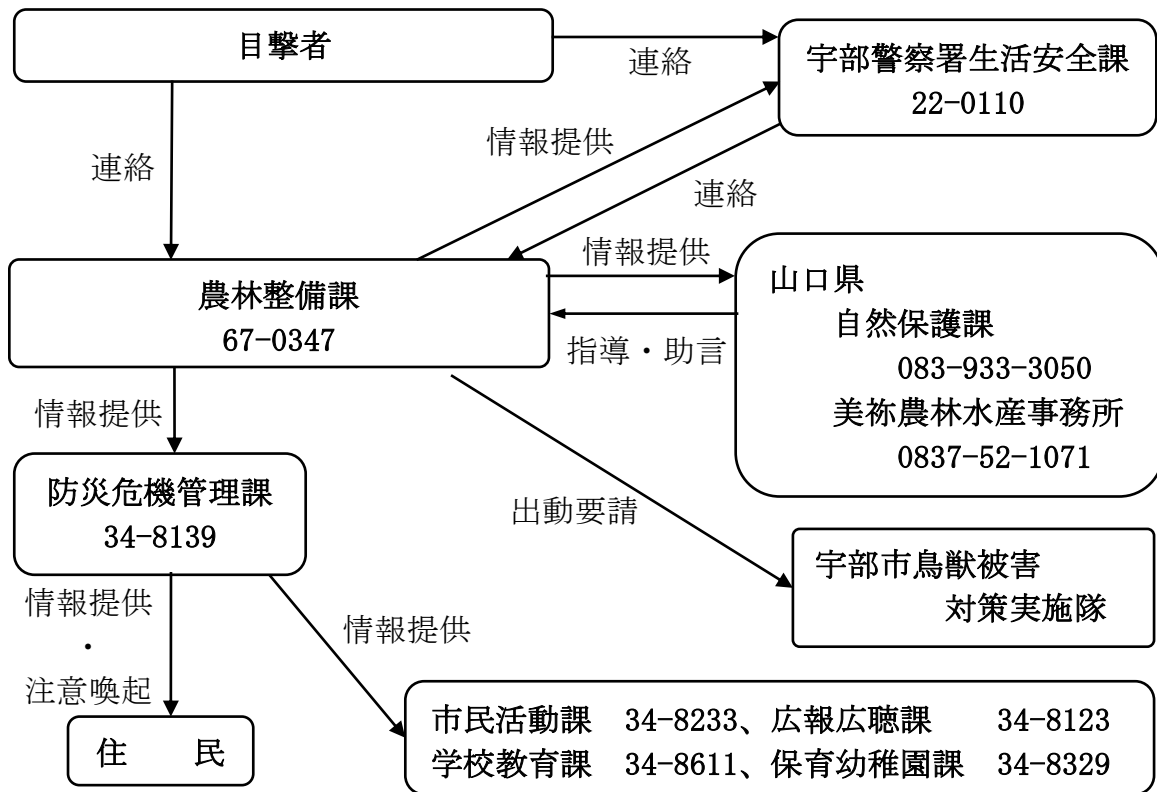 目撃者
連絡
宇部警察署生活安全課
22-0110
情報提供
連絡
連絡
農林整備課
67-0347
情報提供
指導・助言
山口県
自然保護課
083-933-3050
美祢農林水産事務所
0837-52-1071
情報提供
防災危機管理課
34-8139
出動要請
宇部市鳥獣被害
対策実施隊
情報提供
・
注意喚起
情報提供
住　　民
市民活動課　34-8233、広報広聴課　　34-8123
学校教育課　34-8611、保育幼稚園課　34-8329